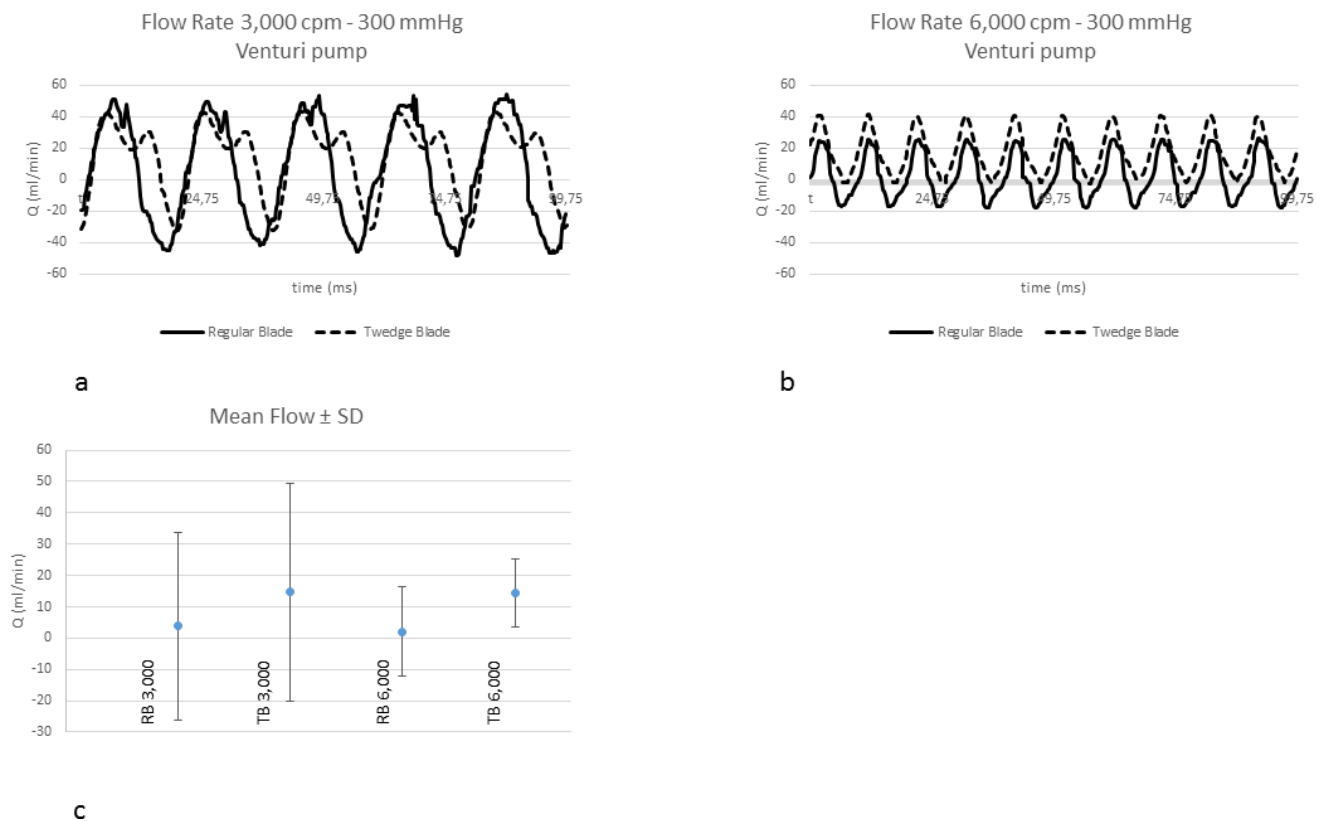 Flow Rate 3,000 cpm - 300 mmHg
Venturi pump
Q (ml/min)
60
40
20
0
-20
-40
-60
t
24,75
49,75
74,75
99,75
time (ms)
Regular Blade
Twedge Blade
a
Flow Rate 6,000 cpm - 300 mmHg
Venturi pump
Q (ml/min)
60
40
20
0
-20
-40
-60
t
24,75
49,75
74,75
99,75
time (ms)
Regular Blade
Twedge Blade
b
Mean Flow ± SD
Q (ml/min)
60
50
40
30
20
10
0
-10
-20
-30
RB 3,000
TB 3,000
RB 6,000
TB 6,000
c